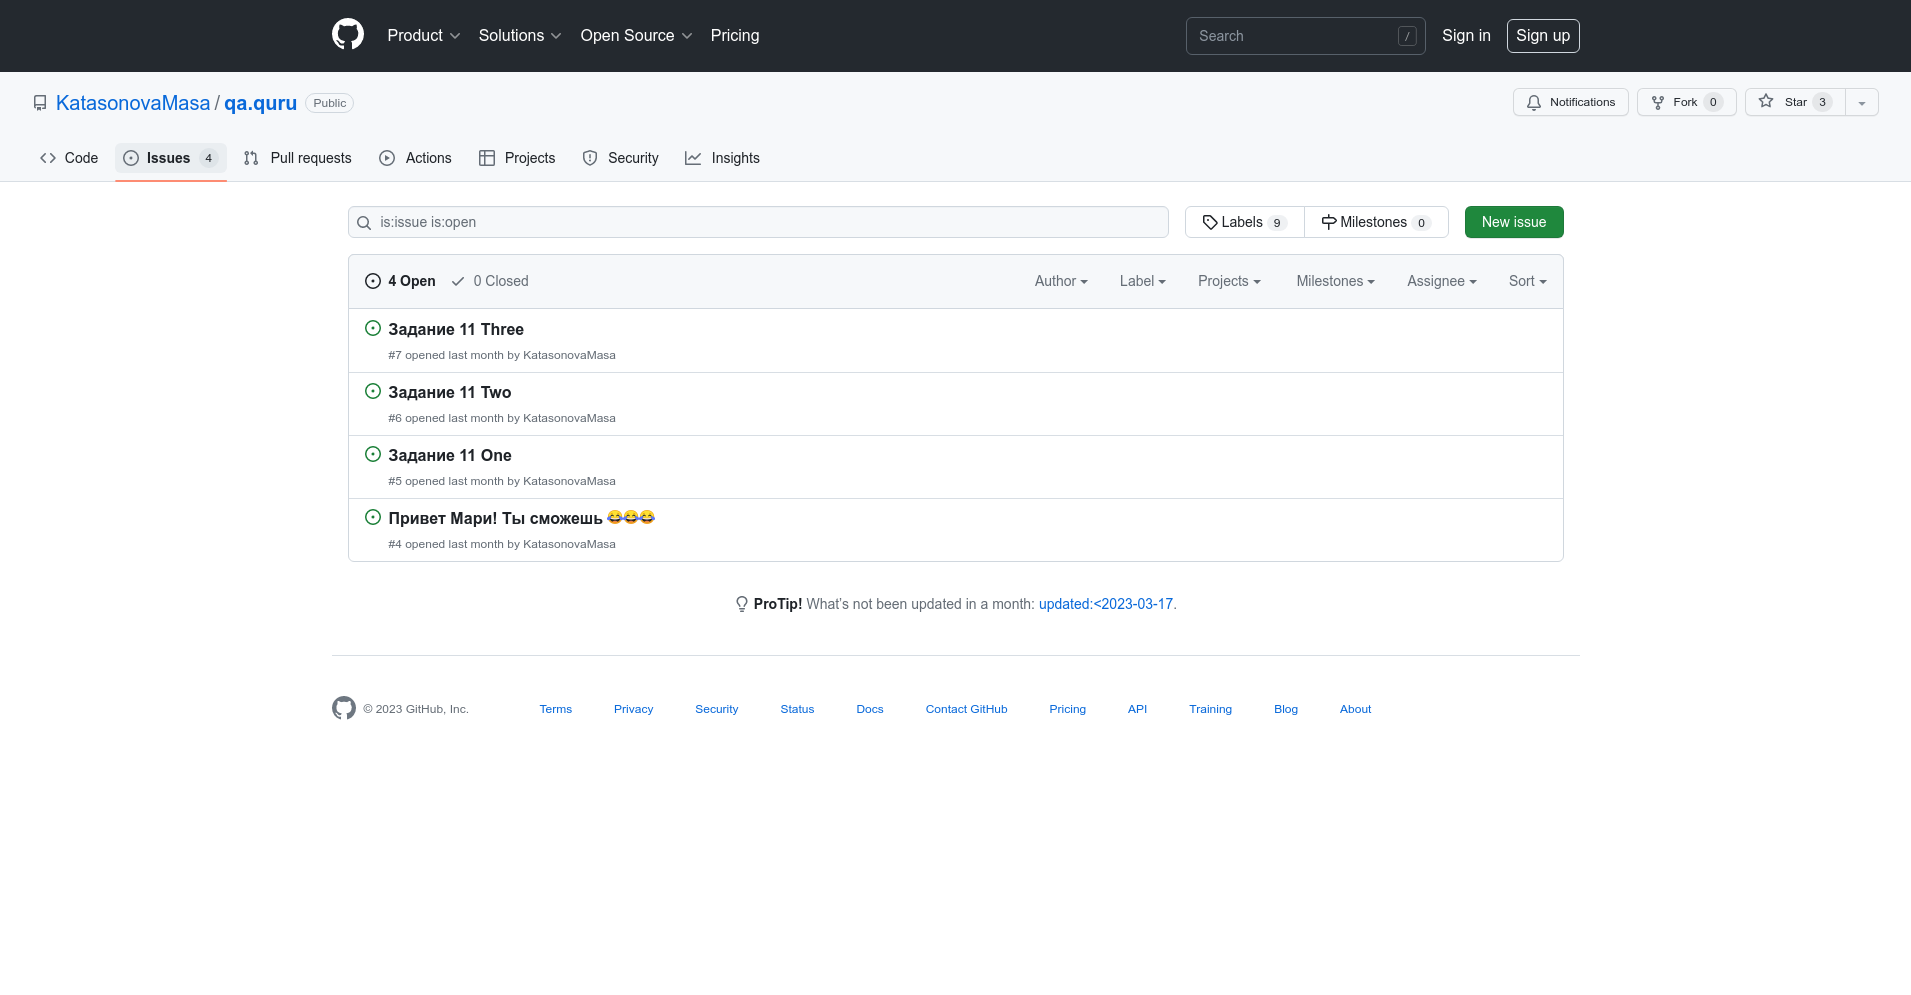 Product Solutions Open Source Pricing Search / Sign in Sign up
KatasonovaMasa / qa.quru Public Notifications Fork 0 Star 3
Code Issues 4 Pull requests Actions Projects Security Insights
is:issue is:open Labels 9 Milestones 0 New issue
4 Open 0 Closed Author Label Projects Milestones Assignee Sort
Задание 11 Three
#7 opened last month by KatasonovaMasa
Задание 11 Two
#6 opened last month by KatasonovaMasa
Задание 11 One
#5 opened last month by KatasonovaMasa
Привет Мари! Ты сможешь 😂😂😂
#4 opened last month by KatasonovaMasa
ProTip! What's not been updated in a month: updated:<2023-03-17.
© 2023 GitHub, Inc. Terms Privacy Security Status Docs Contact GitHub Pricing API Training Blog About